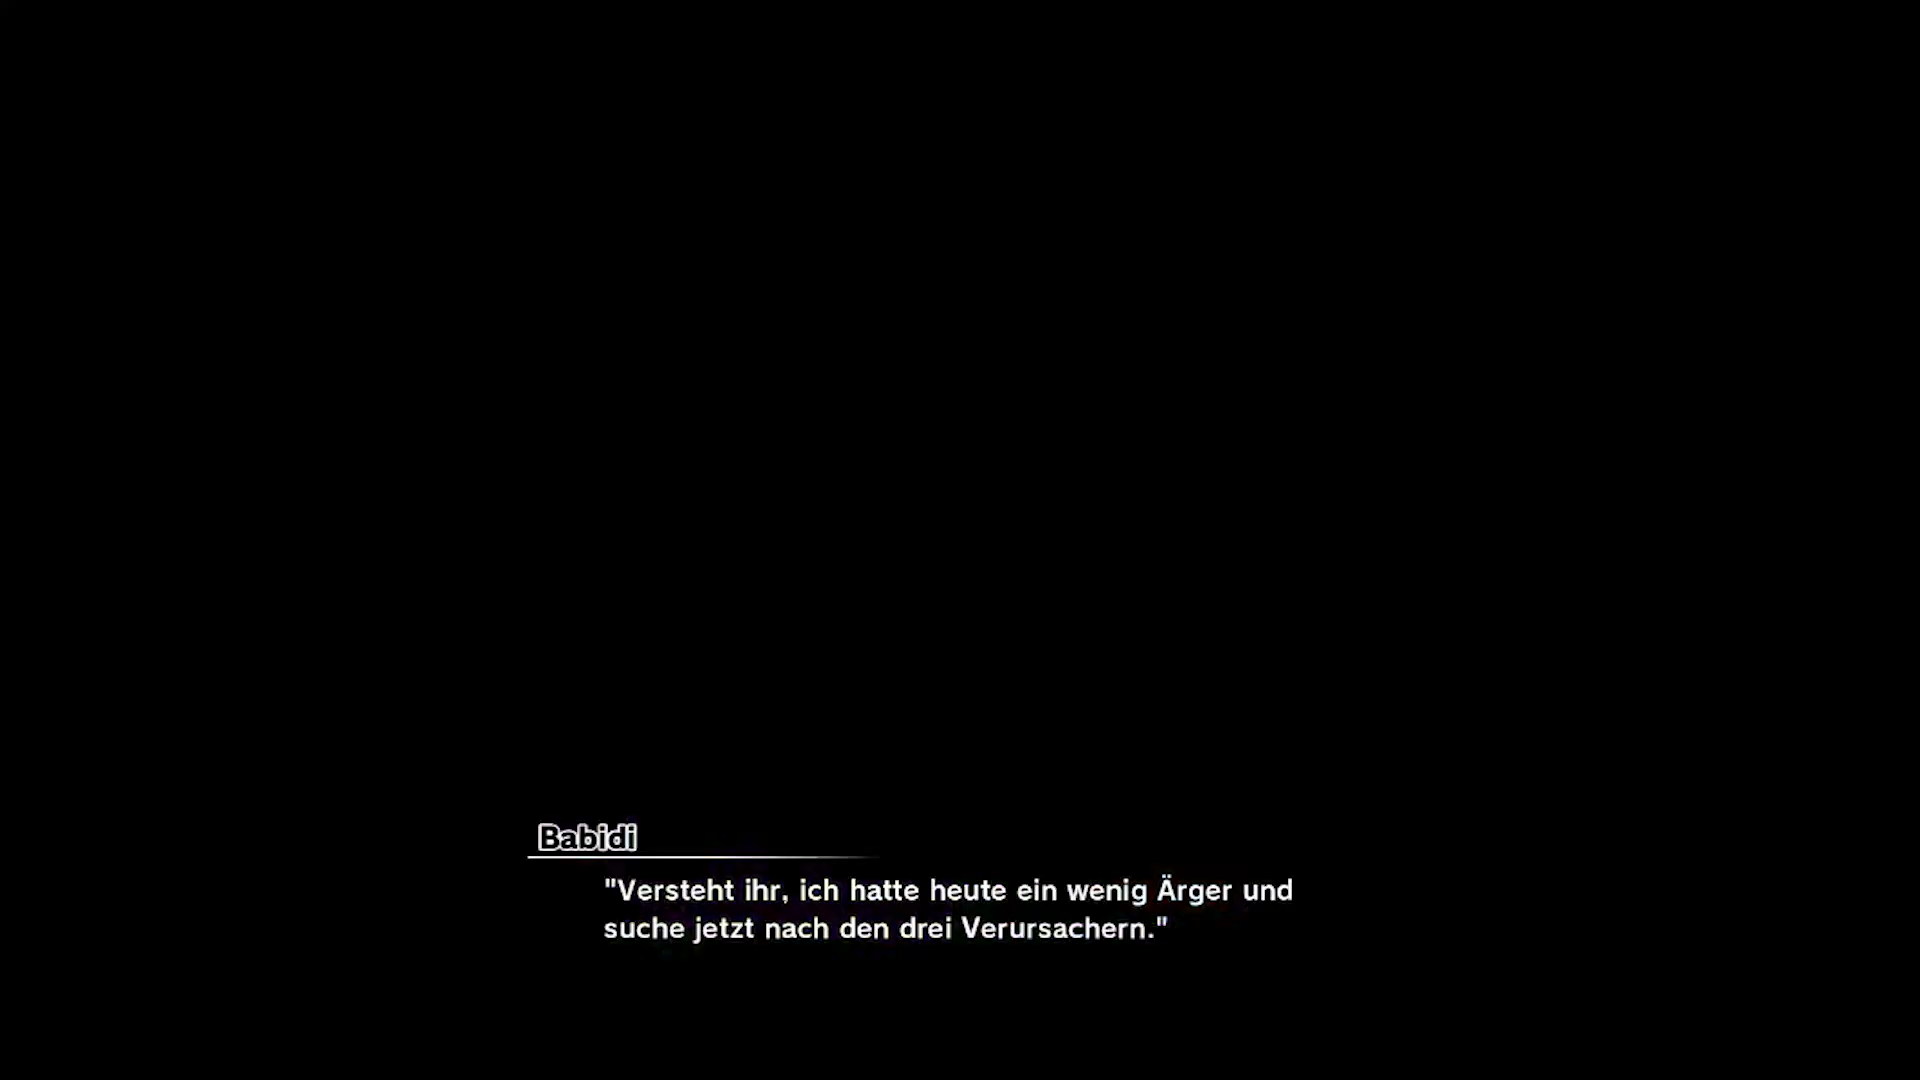 Babidi
"Versteht ihr, ich hatte heute ein wenig Ärger und
suche jetzt nach den drei Verursachern."